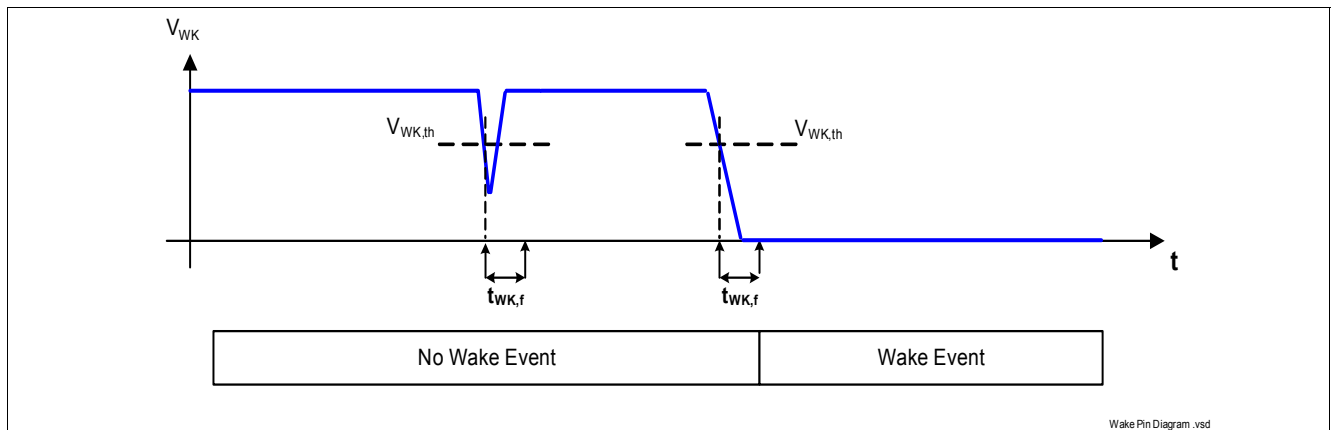 VWK
VWK,th
VWK,th
t
tWK,f
tWK,f
No Wake Event
Wake Event
Wake Pin Diagram .vsd